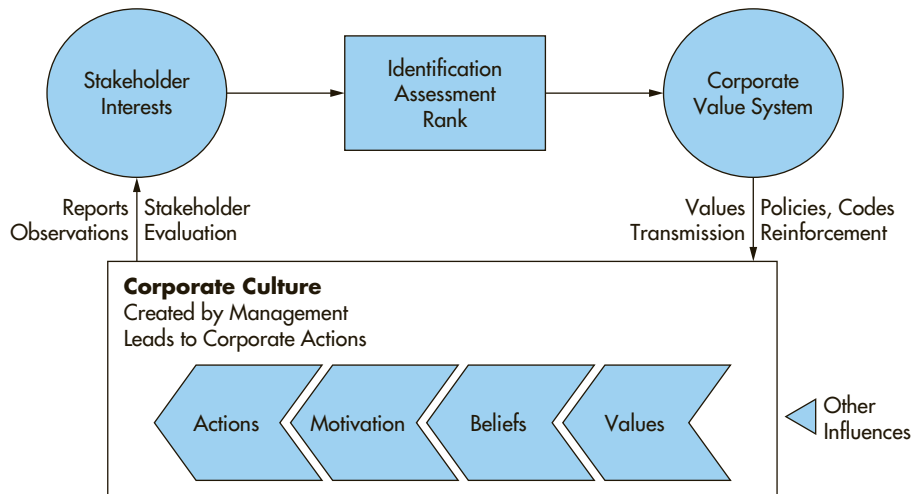 Stakeholder
Interests
Identification
Assessment
Rank
Corporate
Value System
Reports
Observations
Stakeholder
Evaluation
Values
Transmission
Policies, Codes
Reinforcement
Corporate Culture
Created by Management
Leads to Corporate Actions
Actions
Motivation
Beliefs
Values
Other
Influences